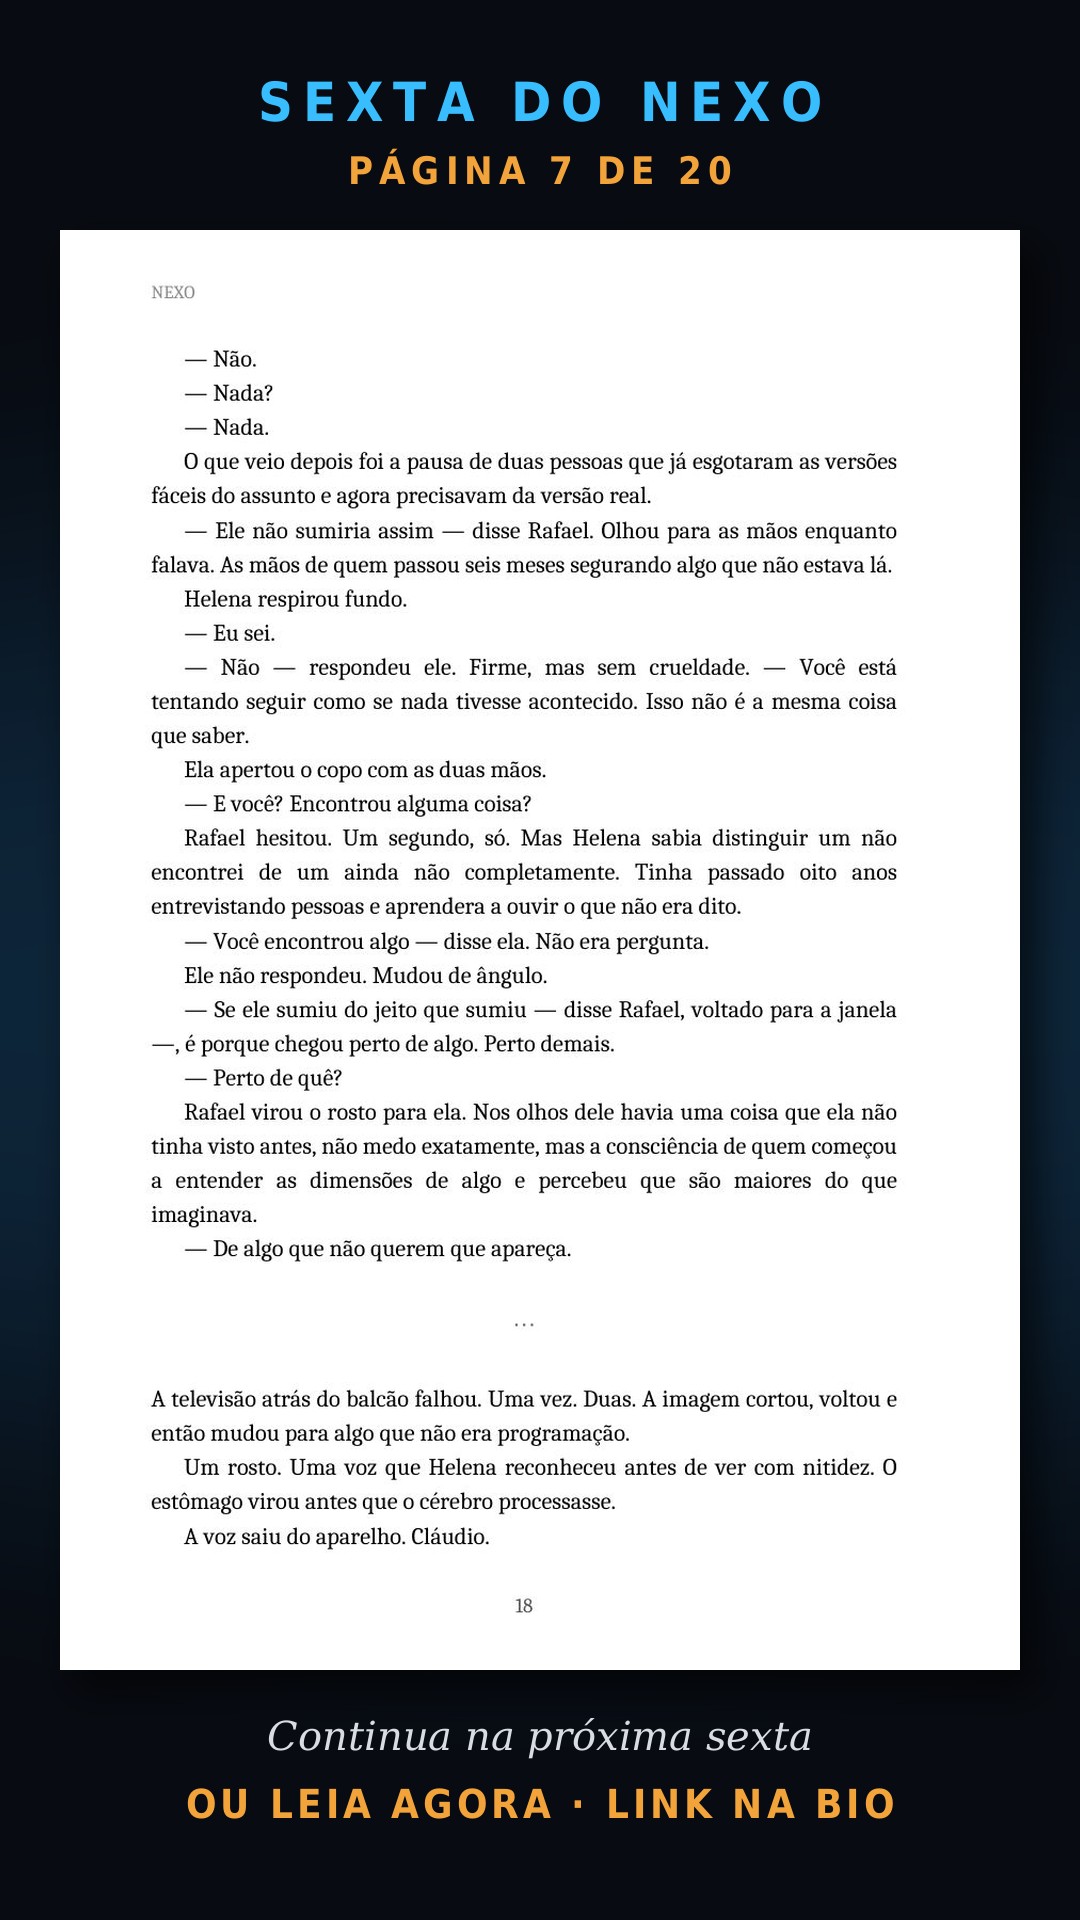 SEXTA DO NEXO
PÁGINA 7 DE 20
NEXO
— Não.
— Nada?
— Nada.
O que veio depois foi a pausa de duas pessoas que já esgotaram as versões
fáceis do assunto e agora precisavam da versão real.
— Ele não sumiria assim — disse Rafael. Olhou para as mãos enquanto
falava. As mãos de quem passou seis meses segurando algo que não estava lá.
Helena respirou fundo.
— Eu sei.
— Não — respondeu ele. Firme, mas sem crueldade. — Você está
tentando seguir como se nada tivesse acontecido. Isso não é a mesma coisa
que saber.
Ela apertou o copo com as duas mãos.
— E você? Encontrou alguma coisa?
Rafael hesitou. Um segundo, só. Mas Helena sabia distinguir um não
encontrei de um ainda não completamente. Tinha passado oito anos
entrevistando pessoas e aprendera a ouvir o que não era dito.
— Você encontrou algo — disse ela. Não era pergunta.
Ele não respondeu. Mudou de ângulo.
— Se ele sumiu do jeito que sumiu — disse Rafael, voltado para a janela
—, é porque chegou perto de algo. Perto demais.
— Perto de quê?
Rafael virou o rosto para ela. Nos olhos dele havia uma coisa que ela não
tinha visto antes, não medo exatamente, mas a consciência de quem começou
a entender as dimensões de algo e percebeu que são maiores do que
imaginava.
— De algo que não querem que apareça.
...
A televisão atrás do balcão falhou. Uma vez. Duas. A imagem cortou, voltou e
então mudou para algo que não era programação.
Um rosto. Uma voz que Helena reconheceu antes de ver com nitidez. O
estômago virou antes que o cérebro processasse.
A voz saiu do aparelho. Cláudio.
18
Continua na próxima sexta
OU LEIA AGORA · LINK NA BIO